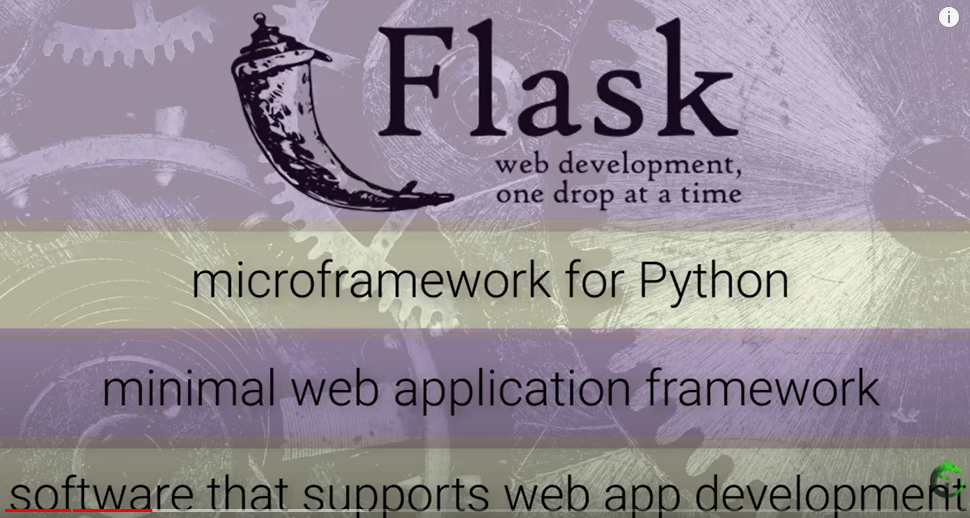 Flask
web development,
one drop at a time
microframework for Python
minimal web application framework
software that supports web app development